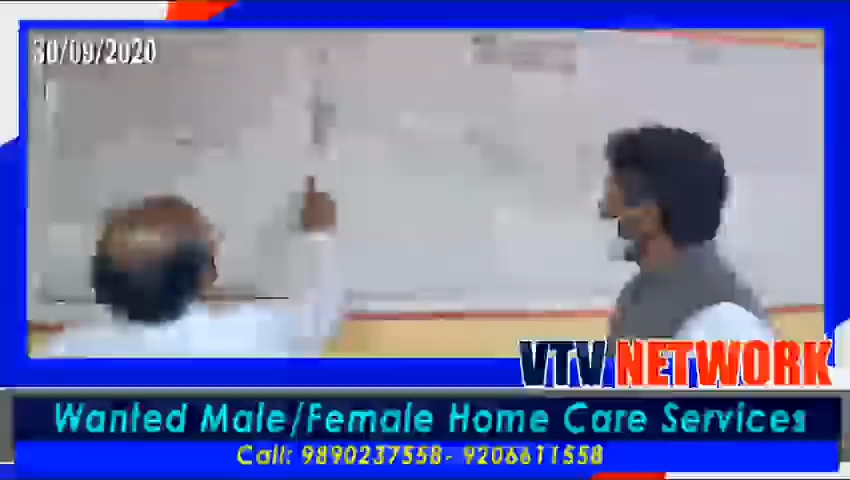 30/09/2020
VTV NETWORK
Wanted Male/Female Home Care Services
Call: 9890237558- 9206611558